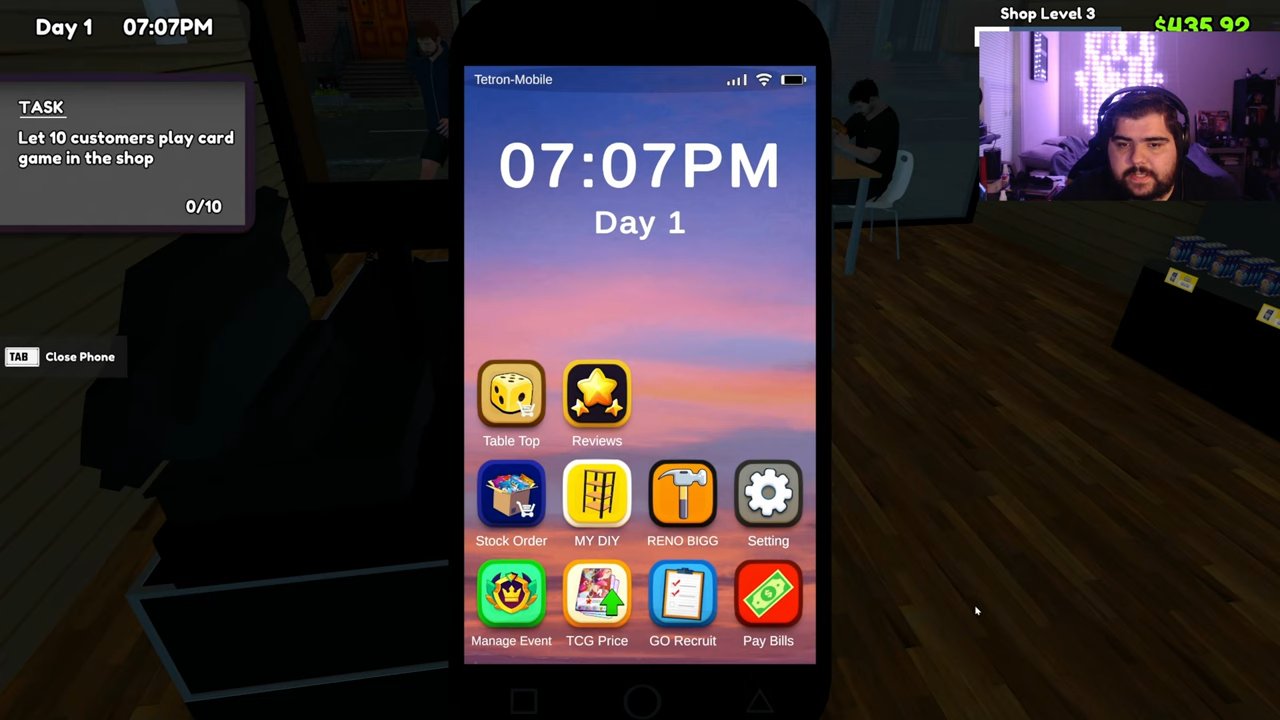 Day 1 07:07PM
Shop Level 3
$435.92
TASK
Let 10 customers play card
game in the shop
0/10
TAB Close Phone
Tetron-Mobile
07:07PM
Day 1
Table Top Reviews
Stock Order MY DIY RENO BIGG Setting
Manage Event TCG Price GO Recruit Pay Bills